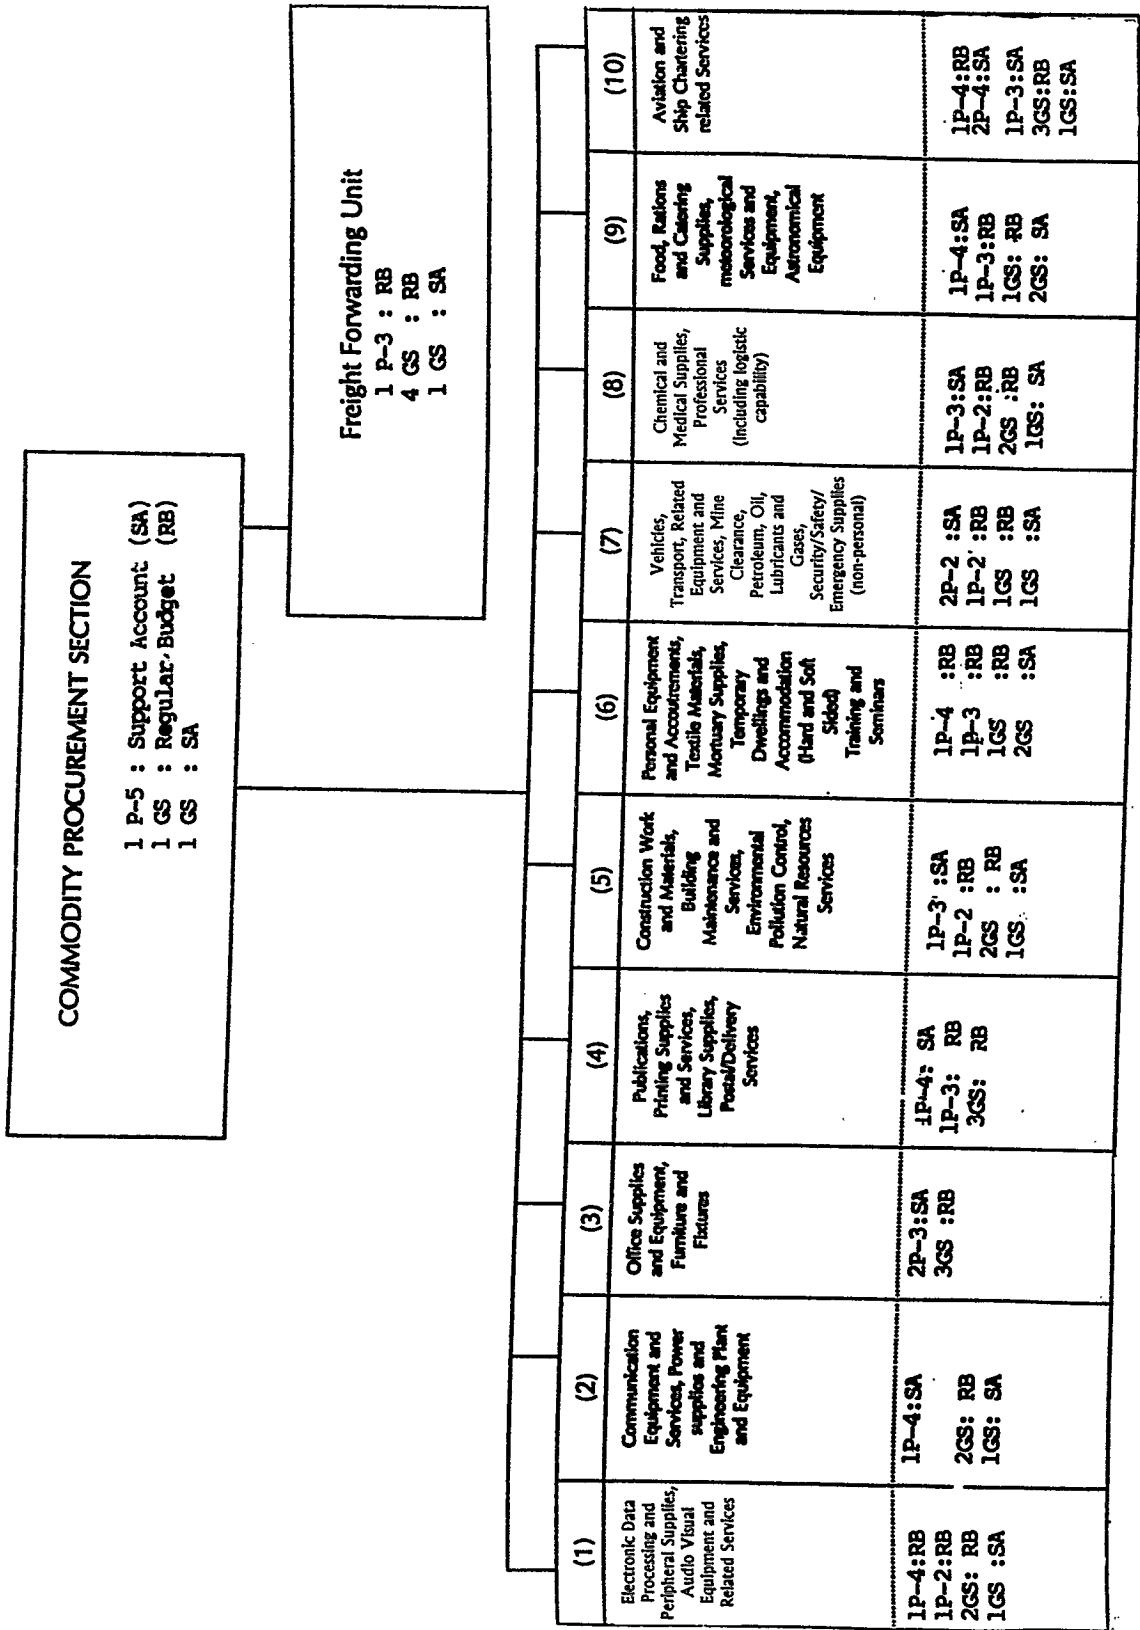 COMMODITY PROCUREMENT SECTION
1 P-5 : Support Account (SA)
1 GS : Regular Budget (RB)
1 GS : SA
Freight Forwarding Unit
1 P-3 : RB
4 GS : RB
1 GS : SA
(1)
Electronic Data
Processing and
Peripheral Supplies,
Audio Visual
Equipment and
Related Services
1P-4:RB
1P-2:RB
2GS: RB
1GS :SA
(2)
Communication
Equipment and
Services, Power
supplies and
Engineering Plant
and Equipment
1P-4:SA
2GS: RB
1GS: SA
(3)
Office Supplies
and Equipment,
Furniture and
Fixtures
2P-3:SA
3GS :RB
(4)
Publications,
Printing Supplies
and Services,
Library Supplies,
Postal/Delivery
Services
1P-4: SA
1P-3: RB
3GS: RB
(5)
Construction Work
and Materials,
Building
Maintenance and
Services,
Environmental
Pollution Control,
Natural Resources
Services
1P-3 :SA
1P-2 :RB
2GS : RB
1GS :SA
(6)
Personal Equipment
and Accoutrements,
Textile Materials,
Mortuary Supplies,
Temporary
Dwellings and
Accommodation
(Hard and Soft
Sided)
Training and
Seminars
1P-4 :RB
1P-3 :RB
1GS :RB
2GS :SA
(7)
Vehicles,
Transport, Related
Equipment and
Services, Mine
Clearance,
Petroleum, Oil,
Lubricants and
Gases,
Security/Safety/
Emergency Supplies
(non-personal)
2P-2 :SA
1P-2 :RB
1GS :RB
1GS :SA
(8)
Chemical and
Medical Supplies,
Professional
Services
(Including logistic
capability)
1P-3:SA
1P-2:RB
2GS :RB
1GS: SA
(9)
Food, Rations
and Catering
Supplies,
meteorological
Services and
Equipment,
Astronomical
Equipment
1P-4:SA
1P-3:RB
1GS: RB
2GS: SA
(10)
Aviation and
Ship Chartering
related Services
1P-4:RB
2P-4:SA
1P-3:SA
3GS:RB
1GS:SA